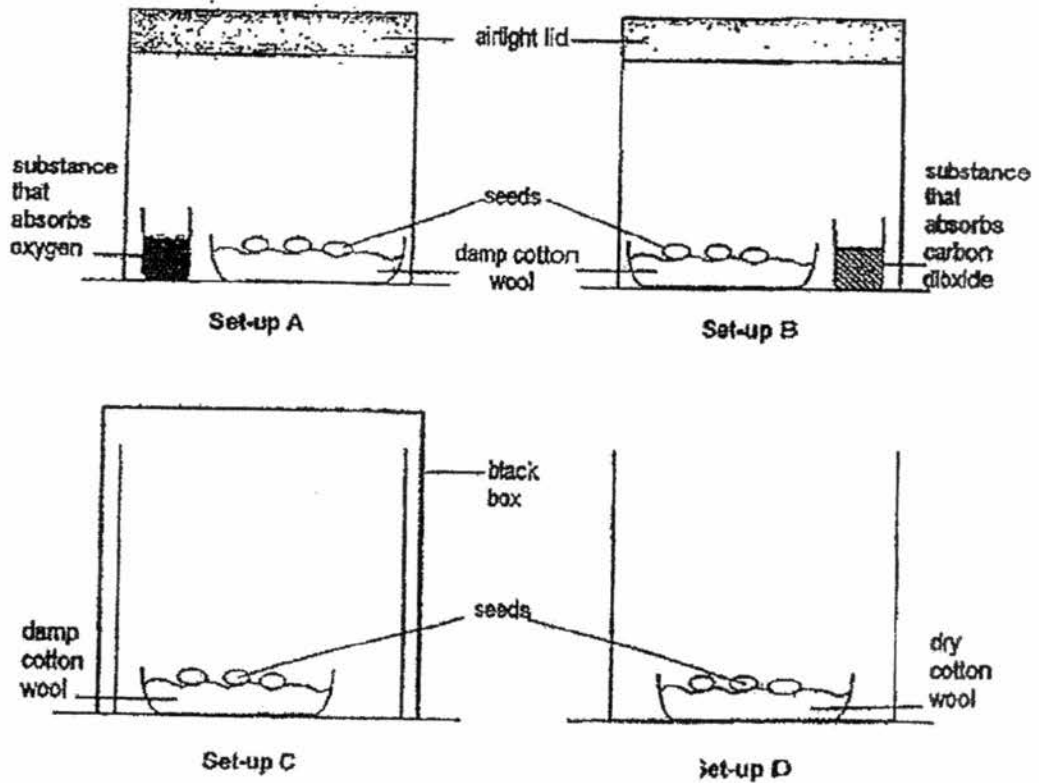 airtight lid
substance
that
absorbs
oxygen
seeds
damp cotton
wool
substance
that
absorbs
carbon
dioxide
Set-up A
Set-up B
black
box
seeds
damp
cotton
wool
dry
cotton
wool
Set-up C
Set-up D